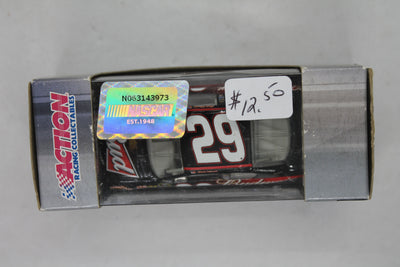 ACTION
RACING COLLECTABLES
N063143973
NASCAR
EST.1948
$12.50
29
Bud